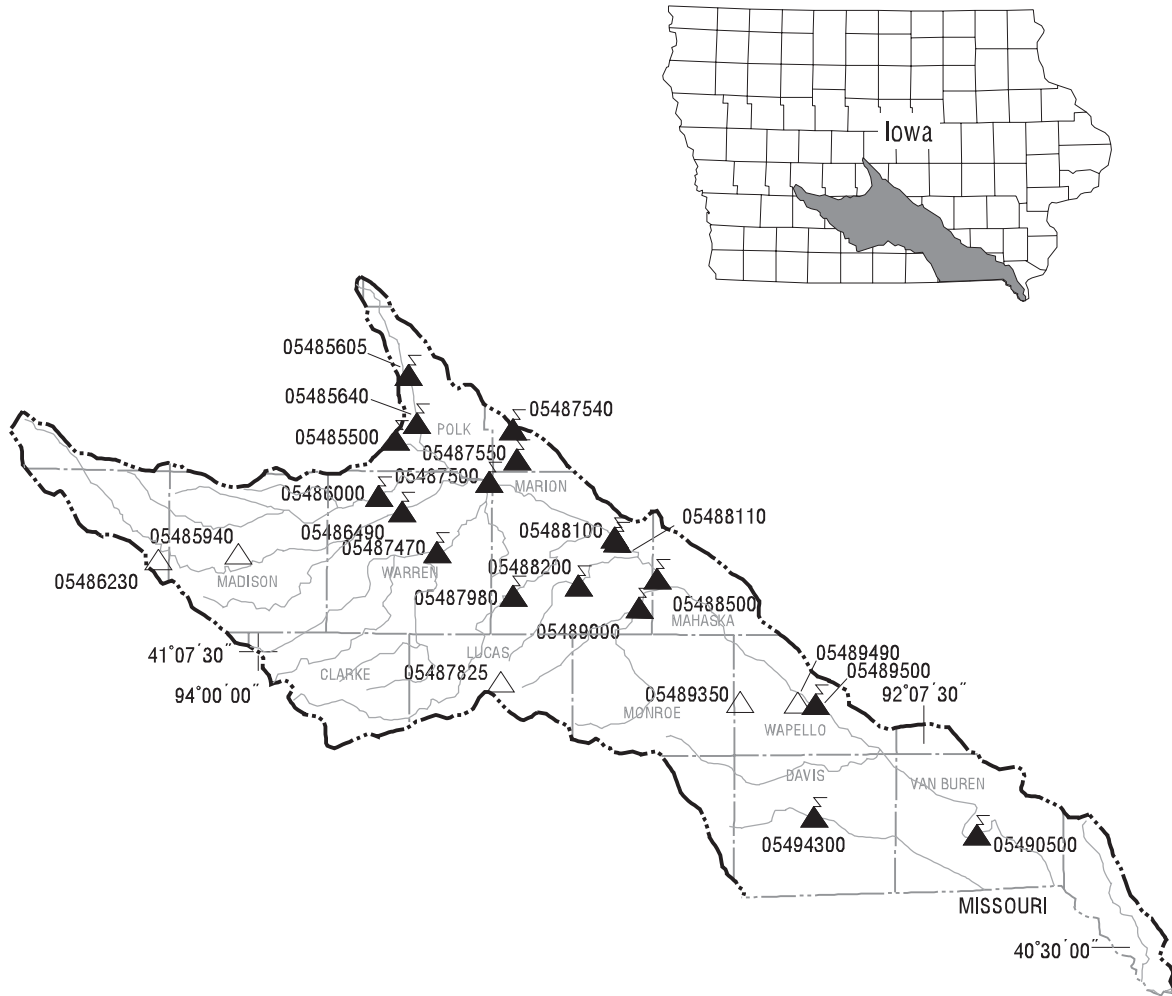 Iowa
05485605
05485640
05487540
05485500
POLK
05487550
05487500
MARION
05486000
05488110
05488100
05486490
05485940
05487470
05488200
05486230
MADISON
WARREN
05487980
05488500
MAHASKA
05489000
41°07'30"
LUCAS
05489490
CLARKE
05487825
05489500
94°00'00"
05489350
92°07'30"
MONROE
WAPELLO
DAVIS
VAN BUREN
05494300
05490500
MISSOURI
40°30'00"